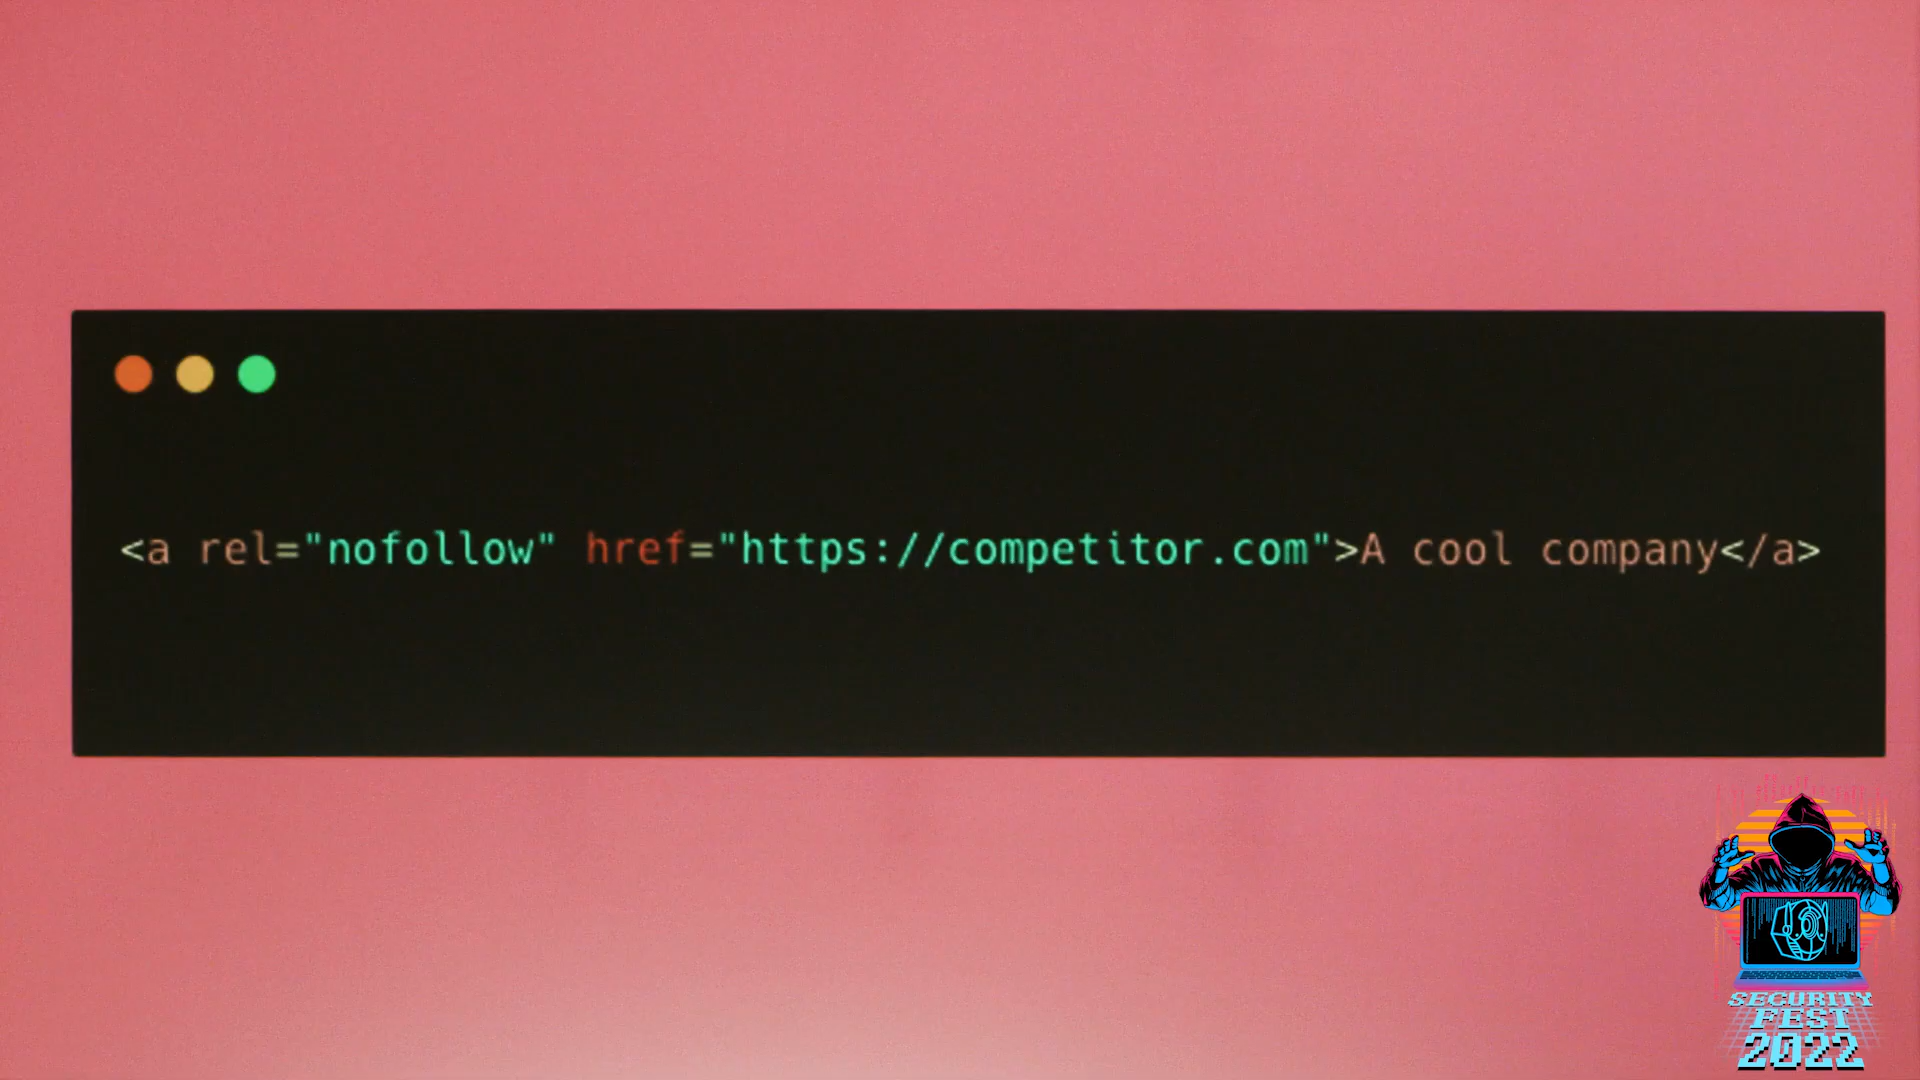 <a rel="nofollow" href="https://competitor.com">A cool company</a>
SECURITY
FEST
2022